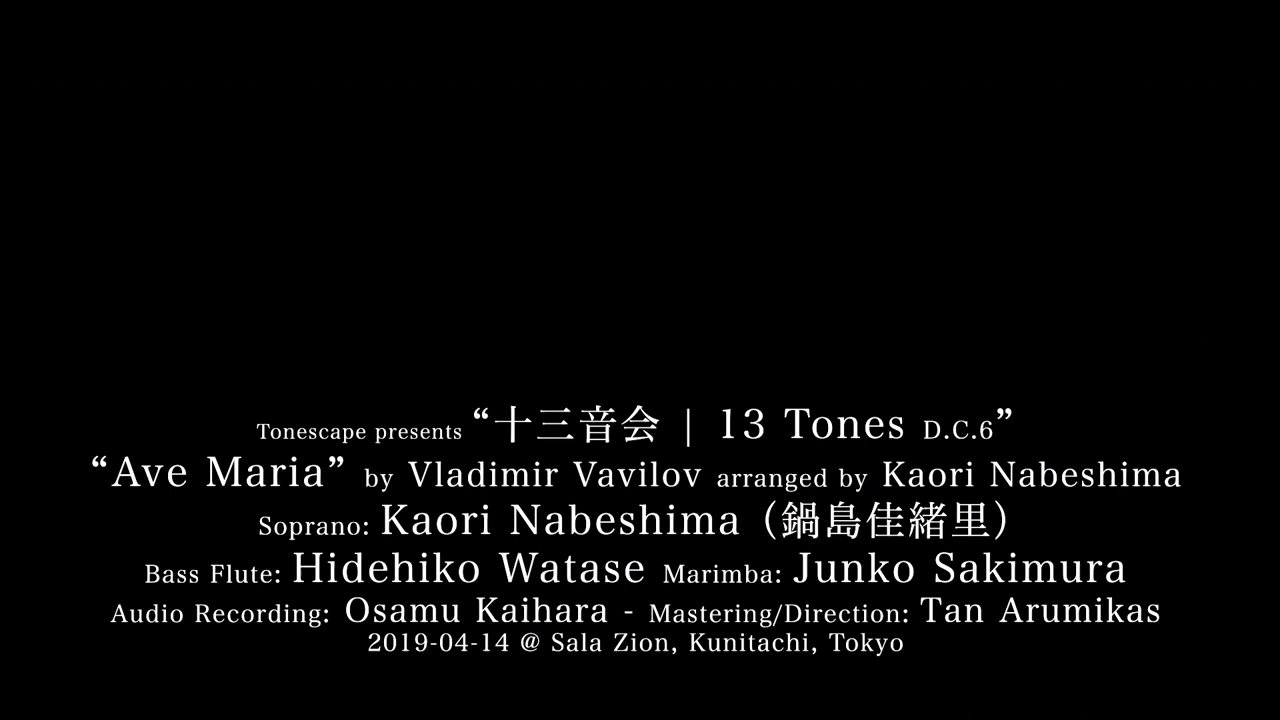 Tonescape presents “十三音会 | 13 Tones D.C.6”
“Ave Maria” by Vladimir Vavilov arranged by Kaori Nabeshima
Soprano: Kaori Nabeshima (鍋島佳緒里)
Bass Flute: Hidehiko Watase Marimba: Junko Sakimura
Audio Recording: Osamu Kaihara - Mastering/Direction: Tan Arumikas
2019-04-14 @ Sala Zion, Kunitachi, Tokyo